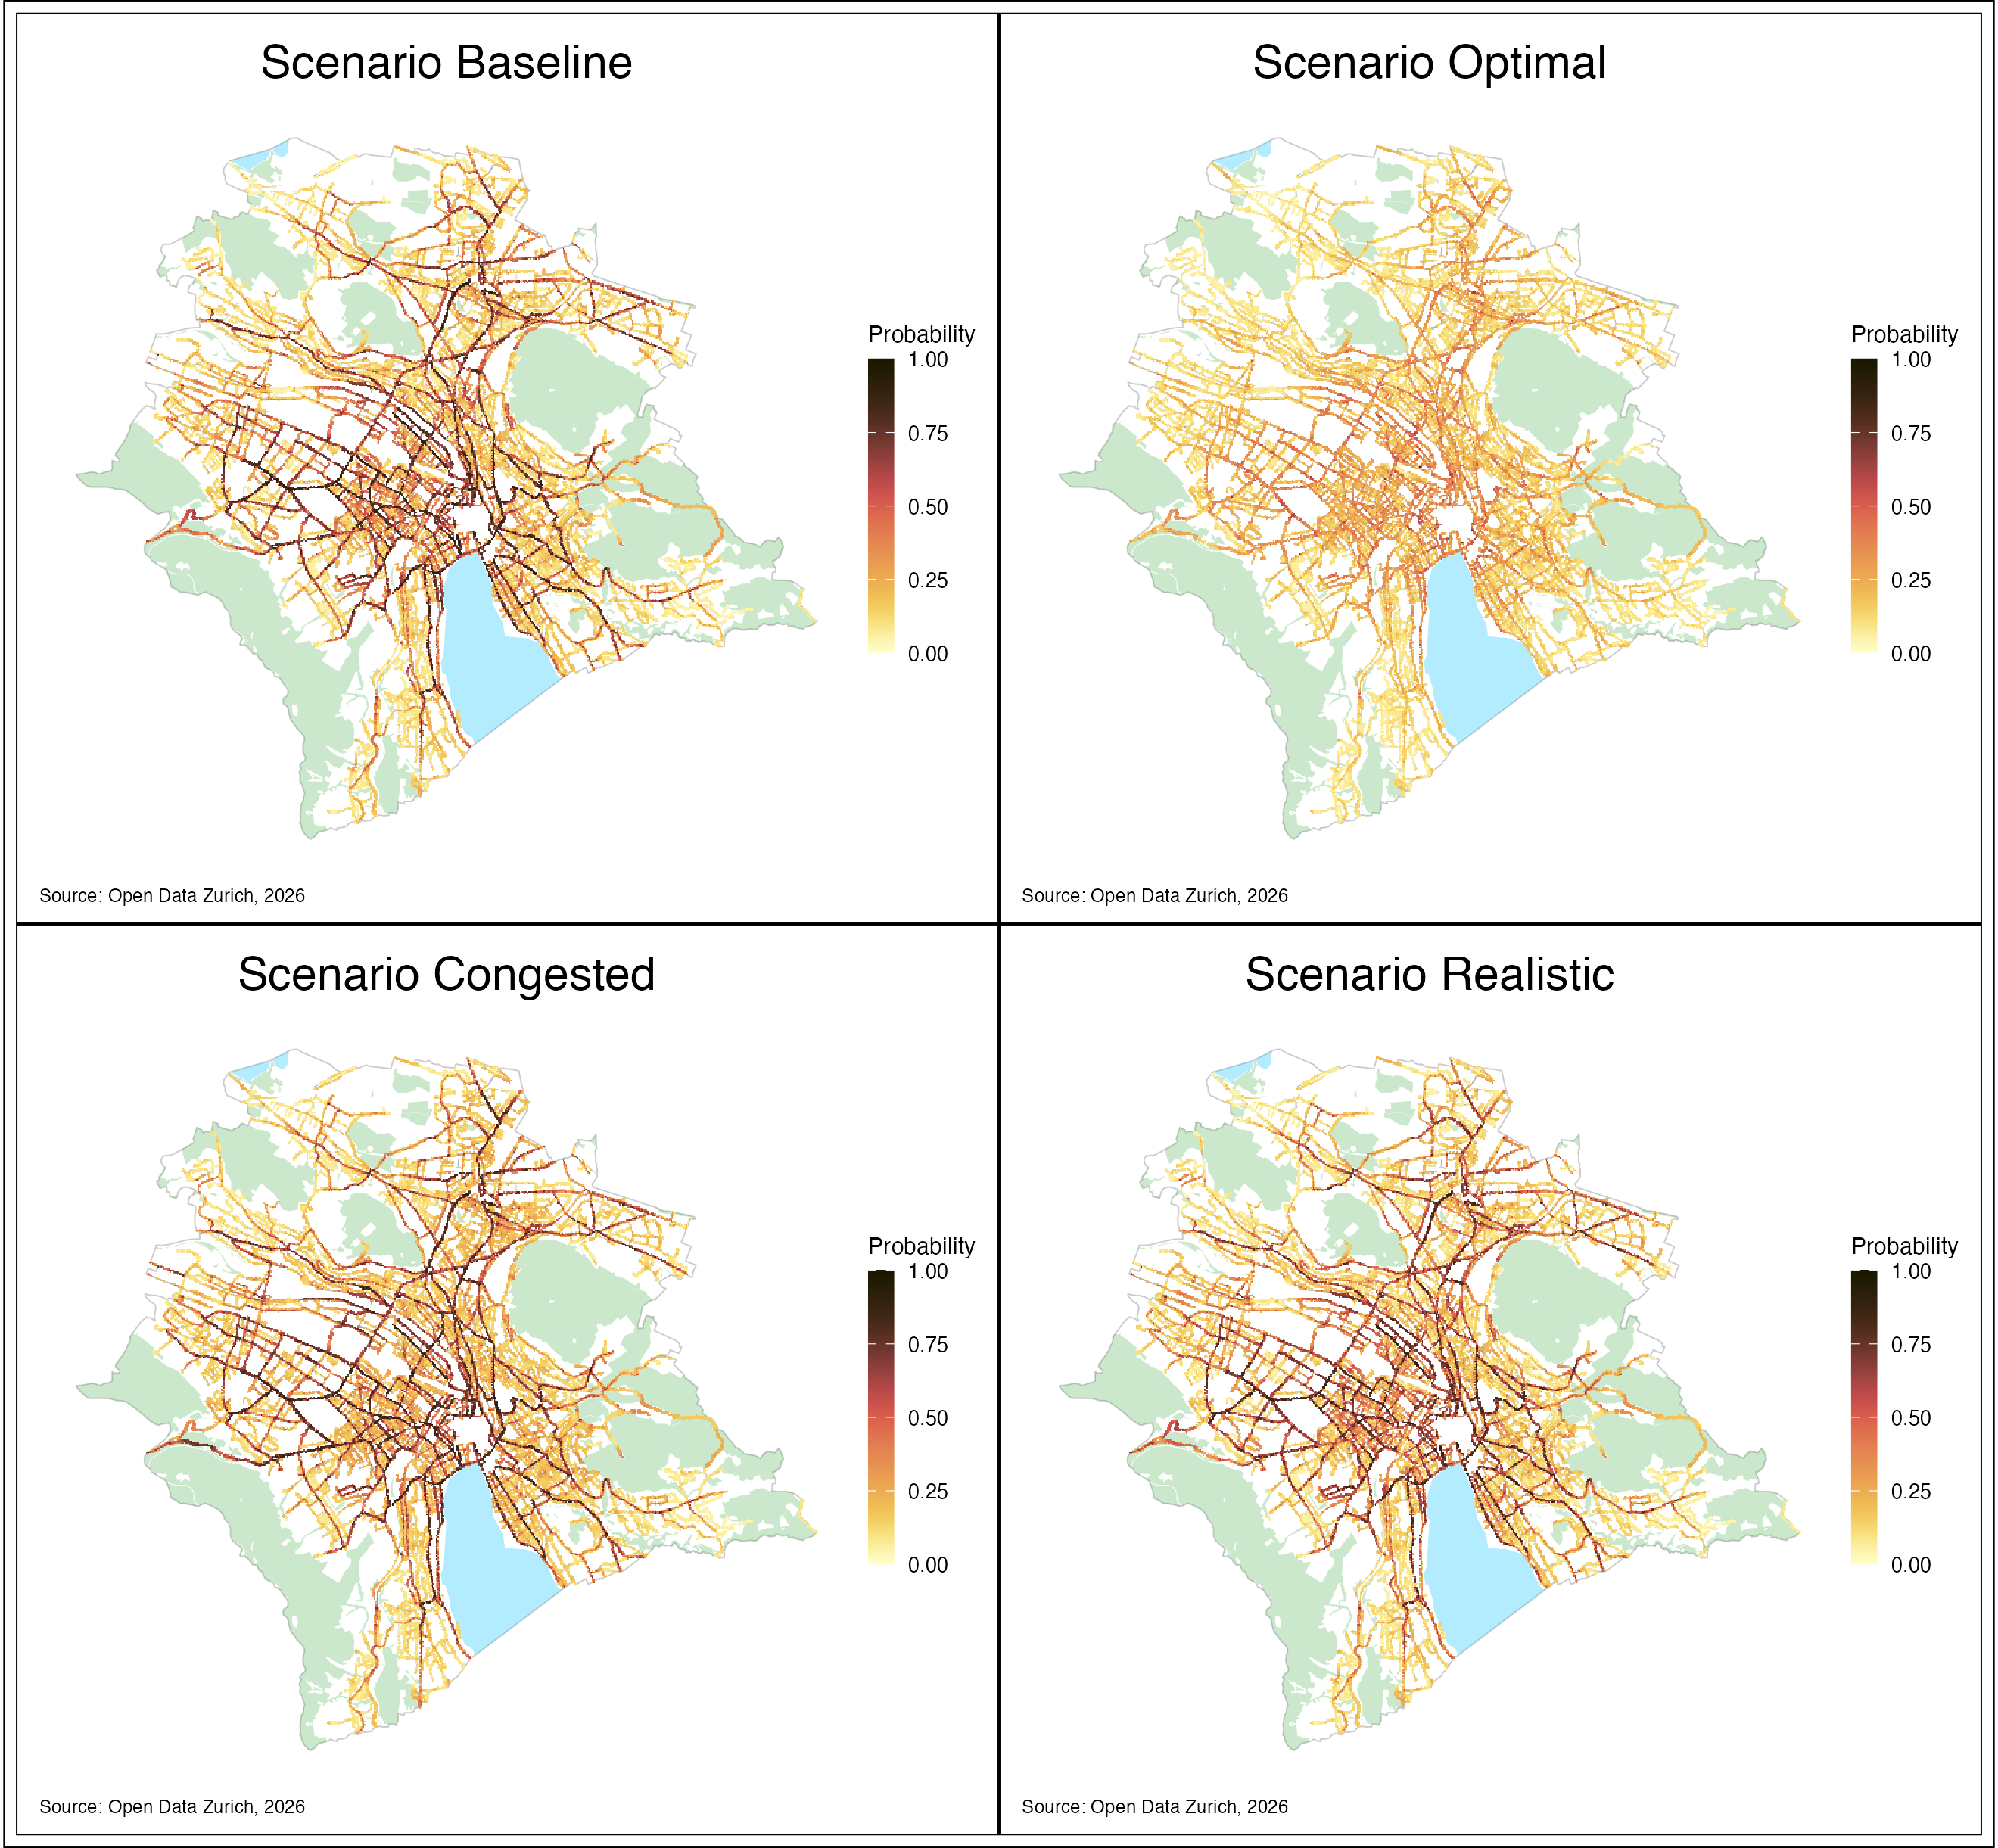 Scenario Baseline
Probability
1.00
0.75
0.50
0.25
0.00
Source: Open Data Zurich, 2026
Scenario Optimal
Probability
1.00
0.75
0.50
0.25
0.00
Source: Open Data Zurich, 2026
Scenario Congested
Probability
1.00
0.75
0.50
0.25
0.00
Source: Open Data Zurich, 2026
Scenario Realistic
Probability
1.00
0.75
0.50
0.25
0.00
Source: Open Data Zurich, 2026